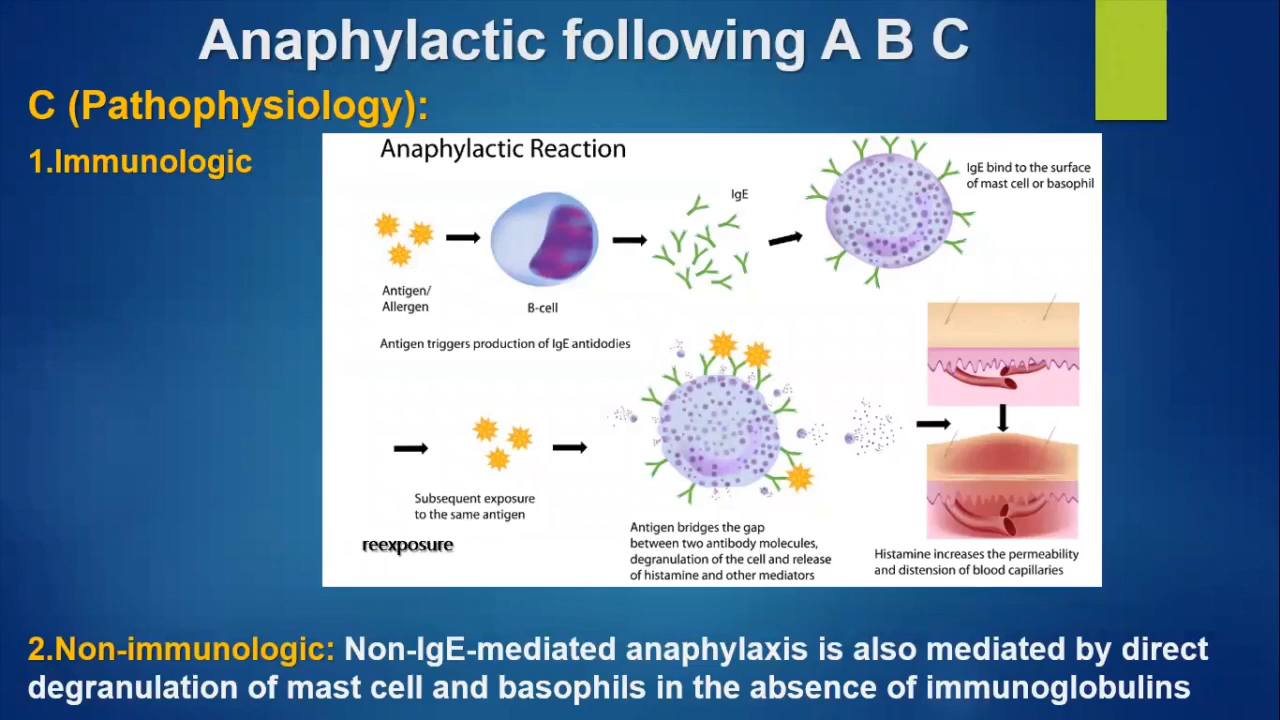 Anaphylactic following A B C
C (Pathophysiology):
1.Immunologic
Anaphylactic Reaction
IgE bind to the surface
of mast cell or basophil
IgE
Antigen/
Allergen
B-cell
Antigen triggers production of IgE antidodies
Subsequent exposure
to the same antigen
reexposure
Antigen bridges the gap
between two antibody molecules,
degranulation of the cell and release
of histamine and other mediators
Histamine increases the permeability
and distension of blood capillaries
2.Non-immunologic: Non-IgE-mediated anaphylaxis is also mediated by direct
degranulation of mast cell and basophils in the absence of immunoglobulins